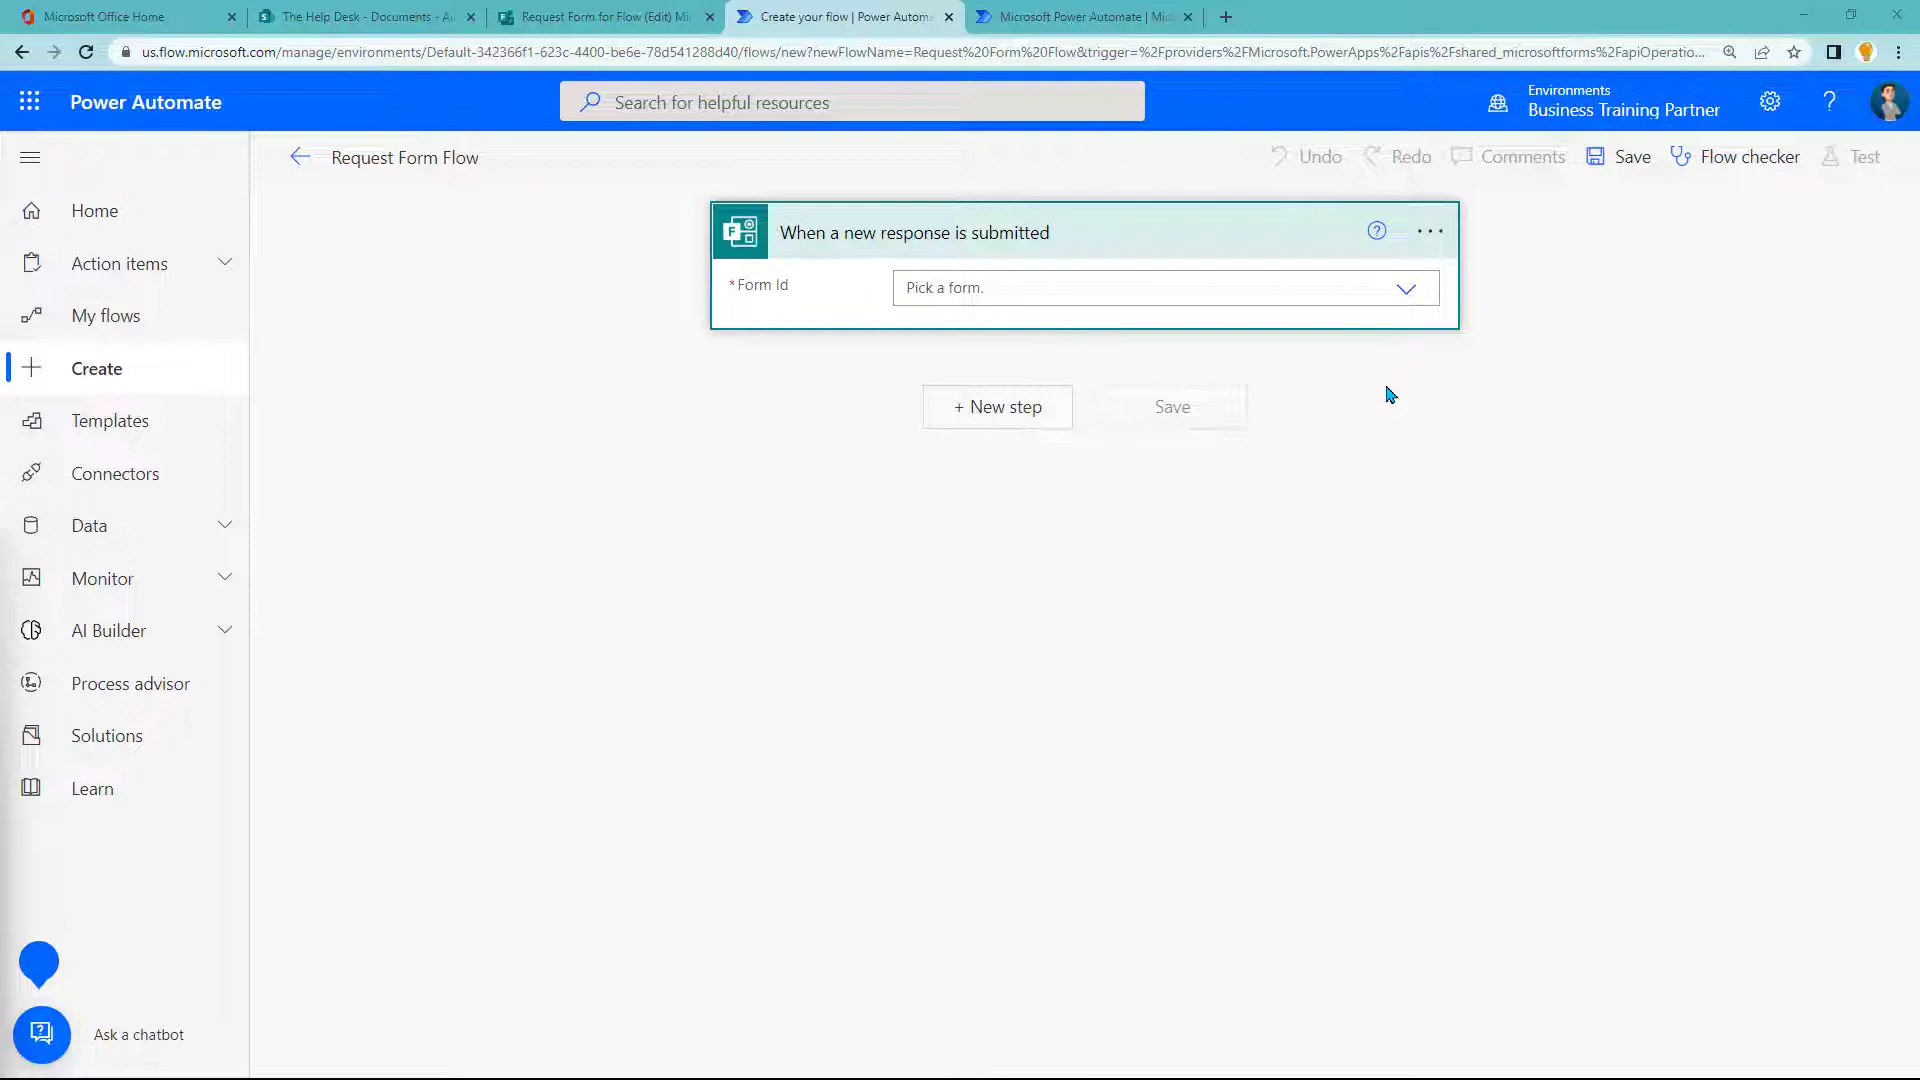 Microsoft Office Home
The Help Desk - Documents - A
Request Form for Flow (Edit) Mi
Create your flow | Power Autom
Microsoft Power Automate | Mic
us.flow.microsoft.com/manage/environments/Default-342366f1-623c-4400-be6e-78d541288d40/flows/new?newFlowName=Request%20Form%20Flow&trigger=%2Fproviders%2FMicrosoft.PowerApps%2Fapis%2Fshared_microsoftforms%2FapiOperatio...
Power Automate
Search for helpful resources
Environments
Business Training Partner
Request Form Flow
Undo
Redo
Comments
Save
Flow checker
Test
Home
Action items
My flows
Create
Templates
Connectors
Data
Monitor
AI Builder
Process advisor
Solutions
Learn
Ask a chatbot
When a new response is submitted
* Form Id
Pick a form.
+ New step
Save